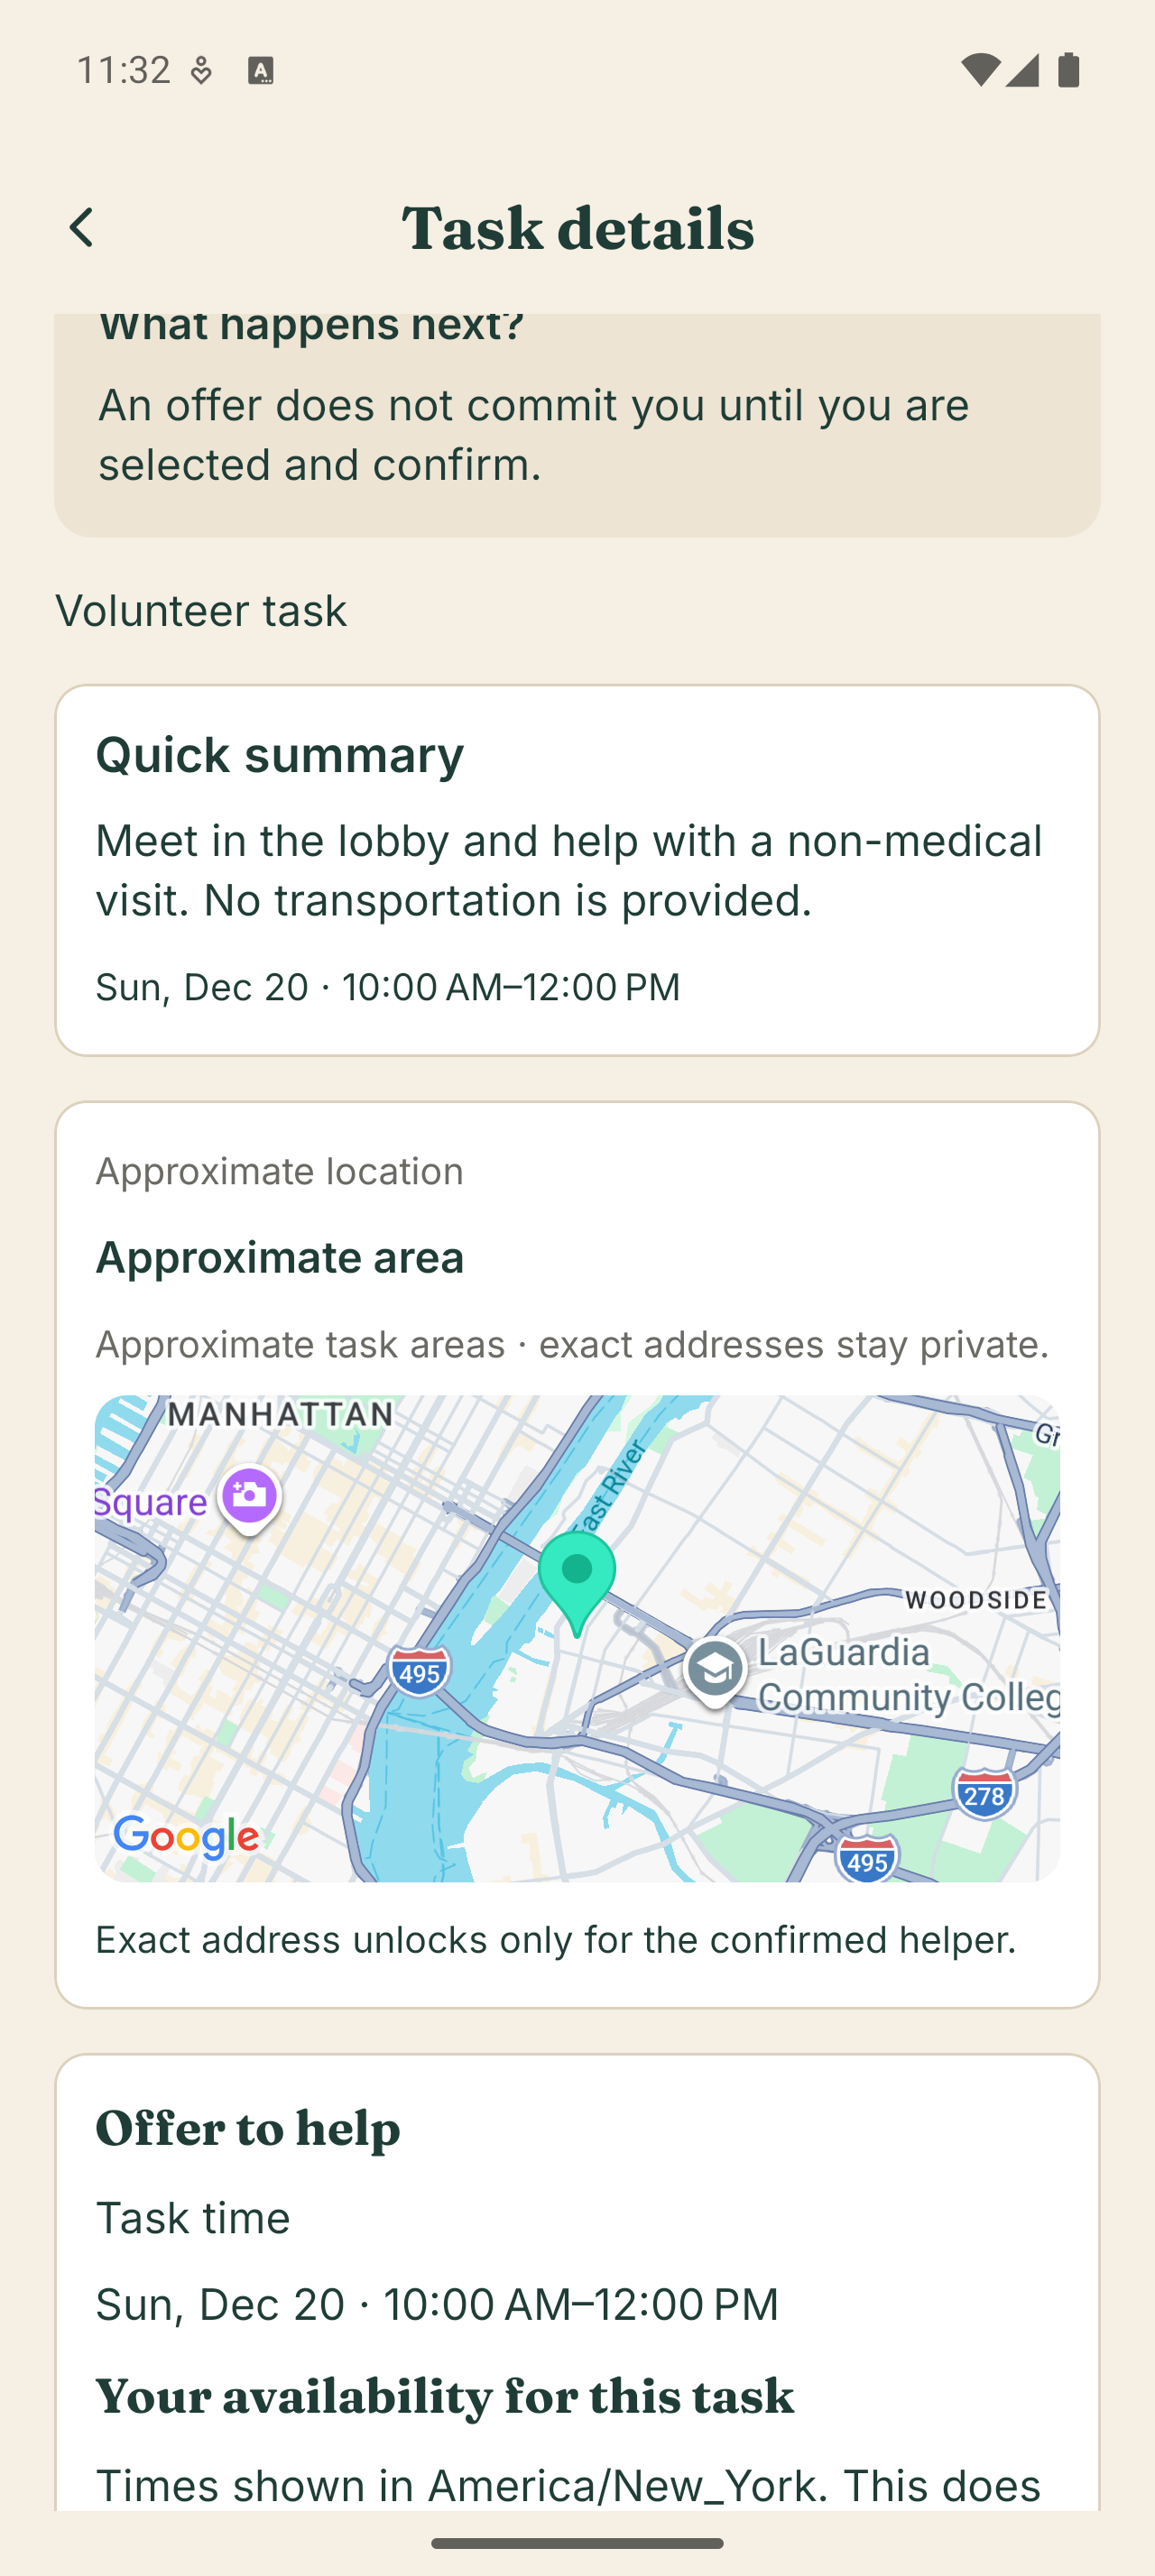 11:32
Task details
What happens next?
An offer does not commit you until you are
selected and confirm.
Volunteer task
Quick summary
Meet in the lobby and help with a non-medical
visit. No transportation is provided.
Sun, Dec 20 · 10:00 AM–12:00 PM
Approximate location
Approximate area
Approximate task areas · exact addresses stay private.
MANHATTAN
Gr
Square
East River
WOODSIDE
LaGuardia
Community Colleg
495
278
Google
495
Exact address unlocks only for the confirmed helper.
Offer to help
Task time
Sun, Dec 20 · 10:00 AM–12:00 PM
Your availability for this task
Times shown in America/New_York. This does